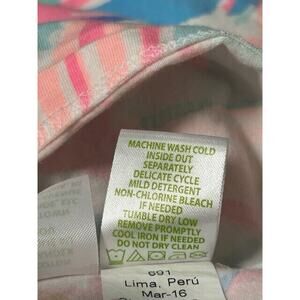 MACHINE WASH COLD
INSIDE OUT
SEPARATELY
DELICATE CYCLE
MILD DETERGENT
NON-CHLORINE BLEACH
IF NEEDED
TUMBLE DRY LOW
REMOVE PROMPTLY
COOL IRON IF NEEDED
DO NOT DRY CLEAN
691
Lima, Perú
Mar-16